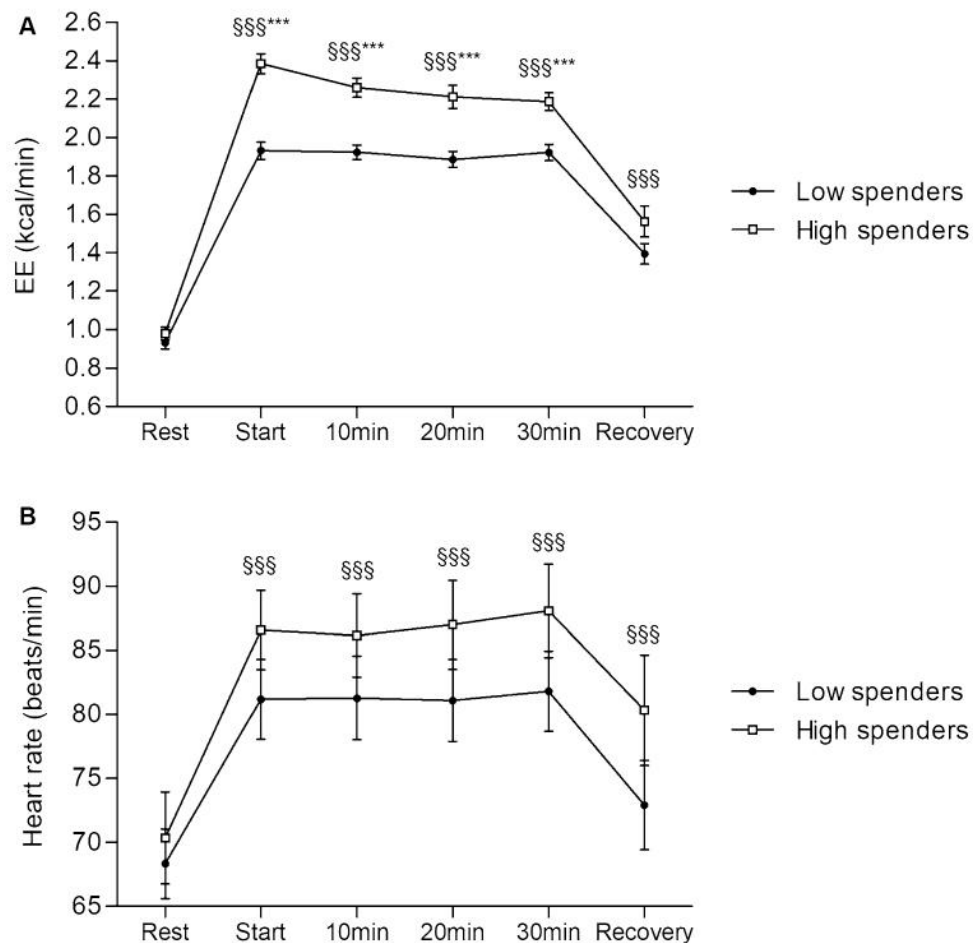 A
EE (kcal/min)
2.6
2.4
2.2
2.0
1.8
1.6
1.4
1.2
1.0
0.8
0.6
§§§***
§§§***
§§§***
§§§***
§§§
Rest Start 10min 20min 30min Recovery
Low spenders
High spenders
B
Heart rate (beats/min)
95
90
85
80
75
70
65
§§§
§§§
§§§
§§§
§§§
Rest Start 10min 20min 30min Recovery
Low spenders
High spenders